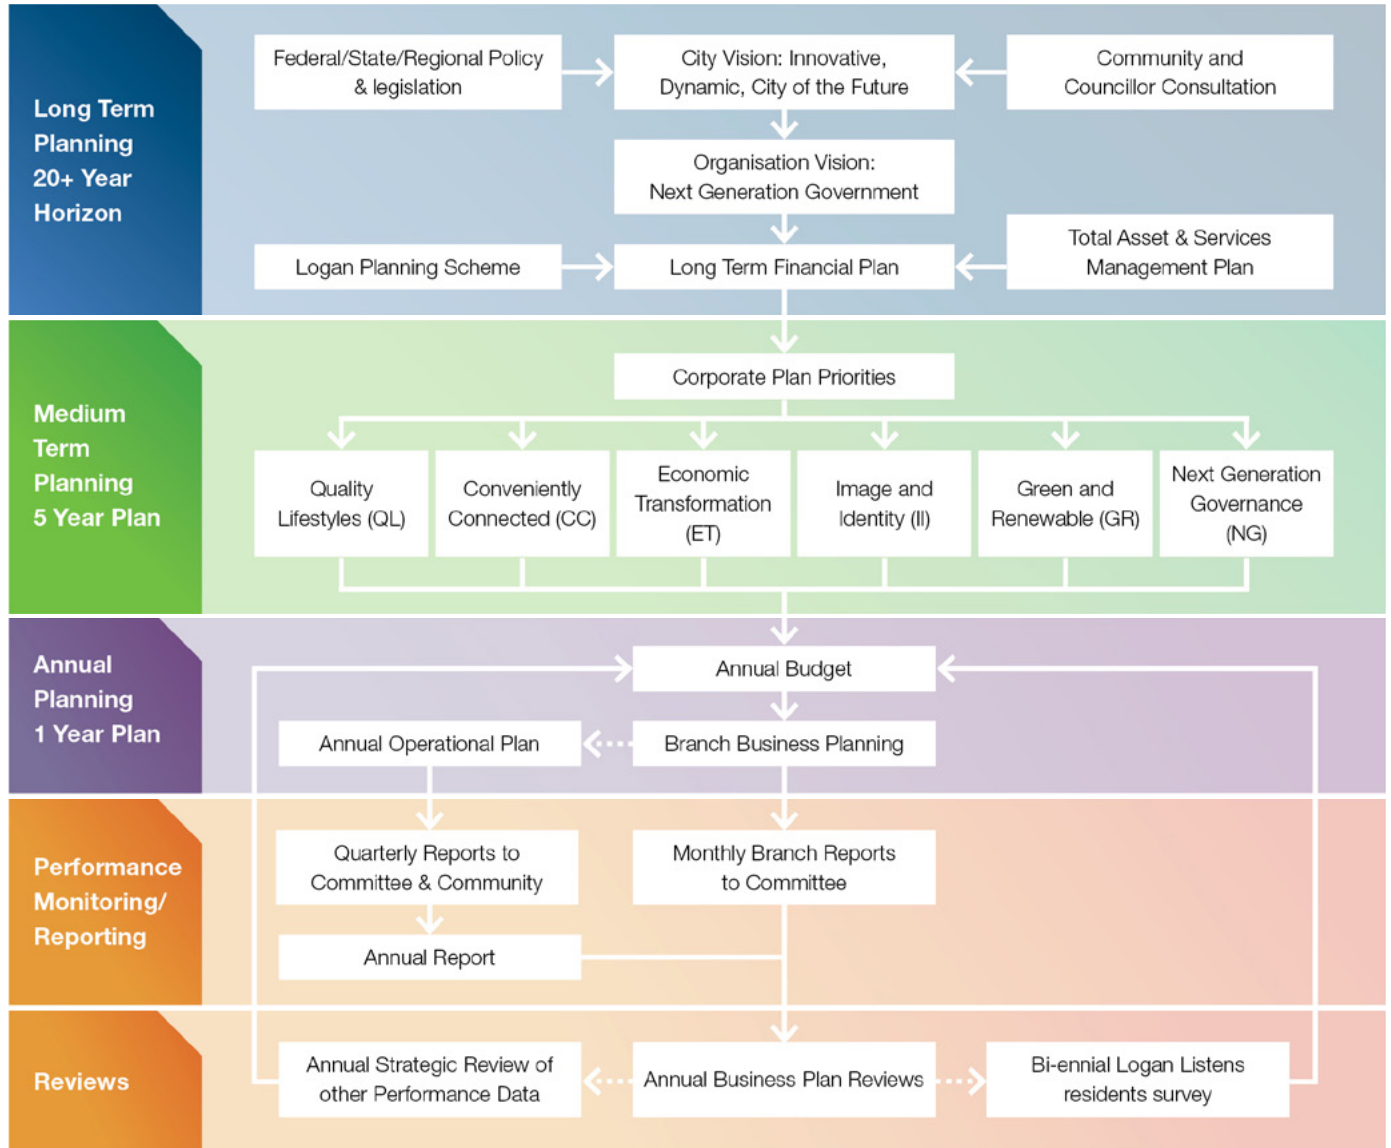 Long Term
Planning
20+ Year
Horizon
Federal/State/Regional Policy
& legislation
City Vision: Innovative,
Dynamic, City of the Future
Community and
Councillor Consultation
Organisation Vision:
Next Generation Government
Logan Planning Scheme
Long Term Financial Plan
Total Asset & Services
Management Plan
Medium
Term
Planning
5 Year Plan
Corporate Plan Priorities
Quality
Lifestyles (QL)
Conveniently
Connected (CC)
Economic
Transformation
(ET)
Image and
Identity (II)
Green and
Renewable (GR)
Next Generation
Governance
(NG)
Annual
Planning
1 Year Plan
Annual Budget
Annual Operational Plan
Branch Business Planning
Performance
Monitoring/
Reporting
Quarterly Reports to
Committee & Community
Monthly Branch Reports
to Committee
Annual Report
Reviews
Annual Strategic Review of
other Performance Data
Annual Business Plan Reviews
Bi-ennial Logan Listens
residents survey